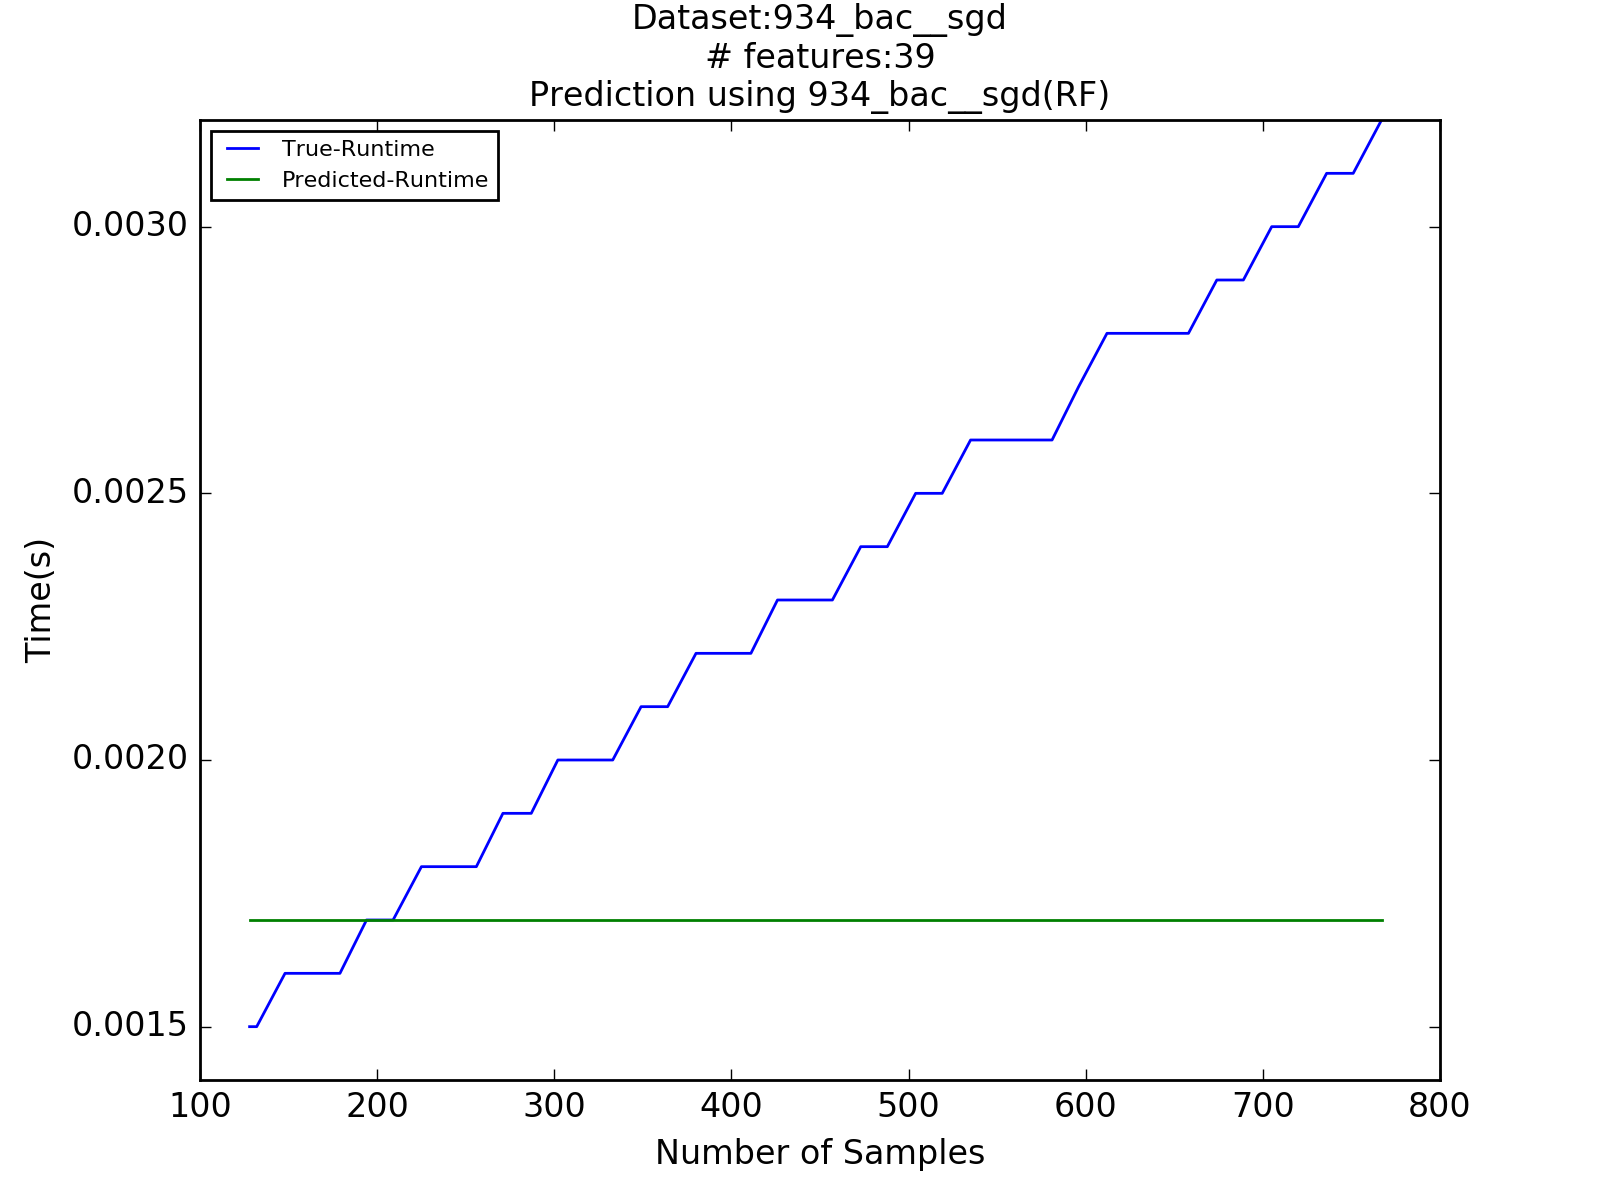 Dataset:934_bac__sgd
# features:39
Prediction using 934_bac__sgd(RF)
True-Runtime
Predicted-Runtime
0.0030
0.0025
0.0020
0.0015
Time(s)
100 200 300 400 500 600 700 800
Number of Samples